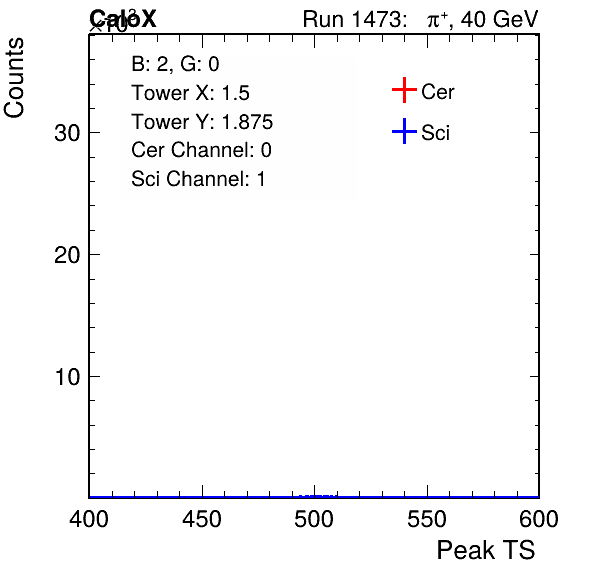 CaloX
×10³
Run 1473: π⁺, 40 GeV
Counts
B: 2, G: 0
Tower X: 1.5
Tower Y: 1.875
Cer Channel: 0
Sci Channel: 1
Cer
Sci
30
20
10
400 450 500 550 600
Peak TS